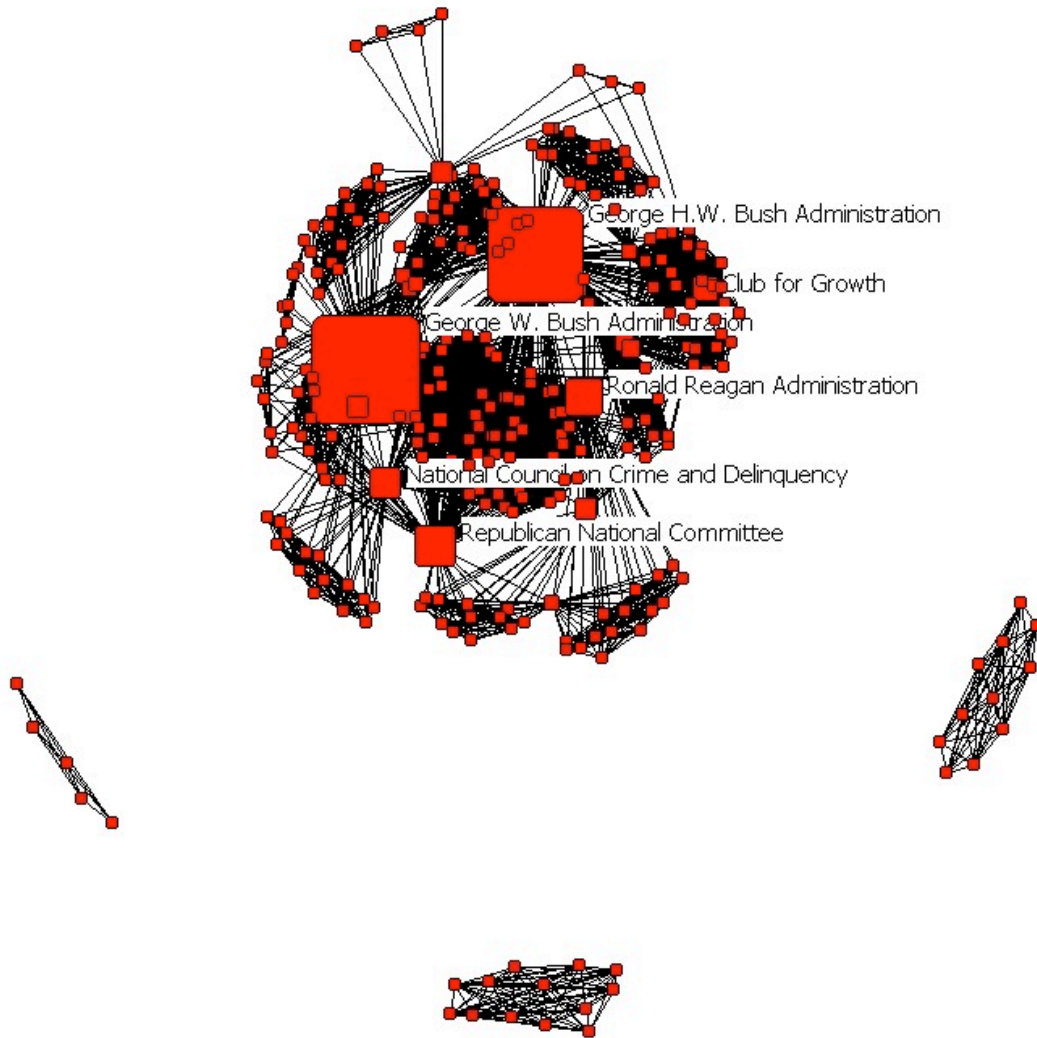 George H.W. Bush Administration
Club for Growth
George W. Bush Administration
Ronald Reagan Administration
National Council on Crime and Delinquency
Republican National Committee